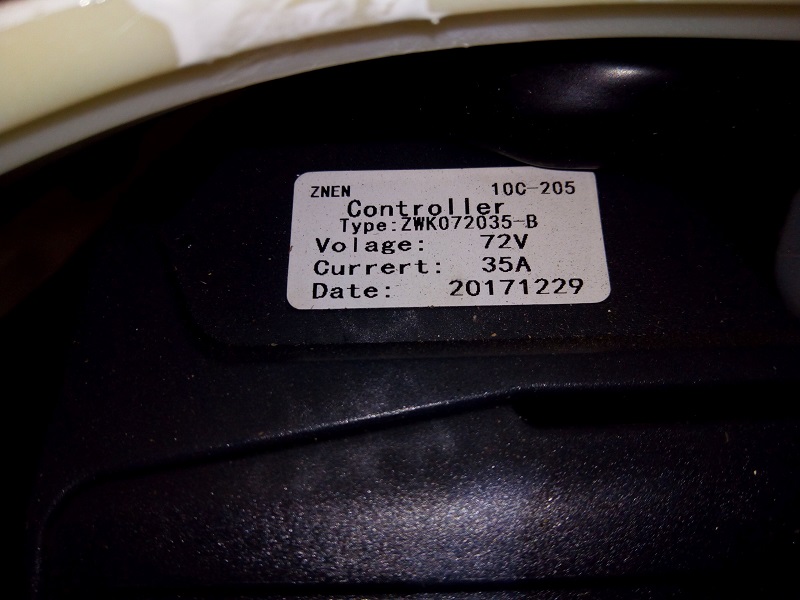 ZNEN 10C-205
Controller
Type:ZWK072035-B
Volage: 72V
Currert: 35A
Date: 20171229